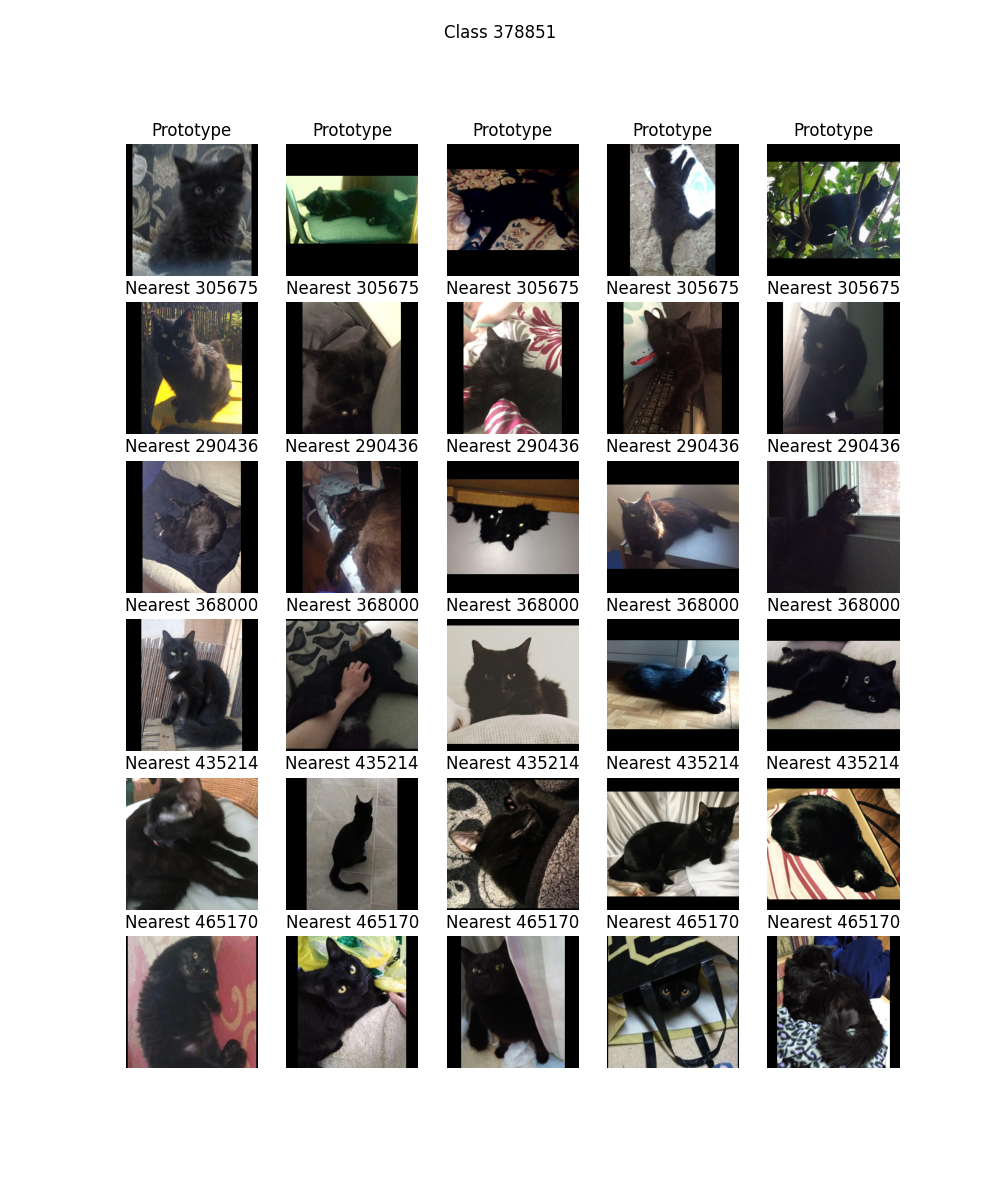 Class 378851
Prototype Prototype Prototype Prototype Prototype
Nearest 305675 Nearest 305675 Nearest 305675 Nearest 305675 Nearest 305675
Nearest 290436 Nearest 290436 Nearest 290436 Nearest 290436 Nearest 290436
Nearest 368000 Nearest 368000 Nearest 368000 Nearest 368000 Nearest 368000
Nearest 435214 Nearest 435214 Nearest 435214 Nearest 435214 Nearest 435214
Nearest 465170 Nearest 465170 Nearest 465170 Nearest 465170 Nearest 465170